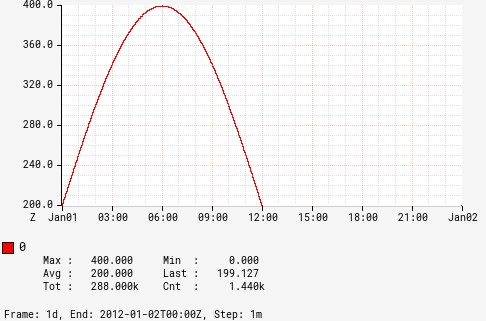 400.0
360.0
320.0
280.0
240.0
200.0
Z Jan01 03:00 06:00 09:00 12:00 15:00 18:00 21:00 Jan02
0
Max : 400.000 Min : 0.000
Avg : 200.000 Last : 199.127
Tot : 288.000k Cnt : 1.440k
Frame: 1d, End: 2012-01-02T00:00Z, Step: 1m